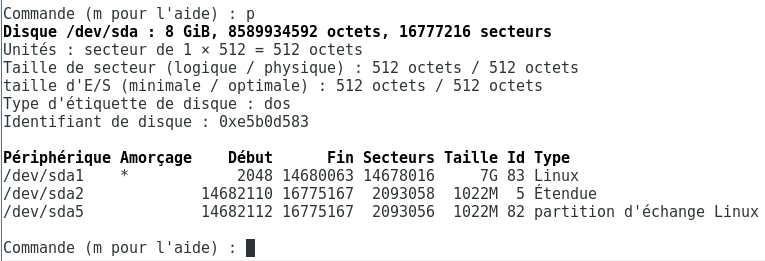 Commande (m pour l'aide) : p
Disque /dev/sda : 8 GiB, 8589934592 octets, 16777216 secteurs
Unités : secteur de 1 × 512 = 512 octets
Taille de secteur (logique / physique) : 512 octets / 512 octets
taille d'E/S (minimale / optimale) : 512 octets / 512 octets
Type d'étiquette de disque : dos
Identifiant de disque : 0xe5b0d583
Périphérique Amorçage    Début      Fin Secteurs Taille Id Type
/dev/sda1    *            2048 14680063 14678016     7G 83 Linux
/dev/sda2             14682110 16775167  2093058  1022M  5 Étendue
/dev/sda5             14682112 16775167  2093056  1022M 82 partition d'échange Linux
Commande (m pour l'aide) :